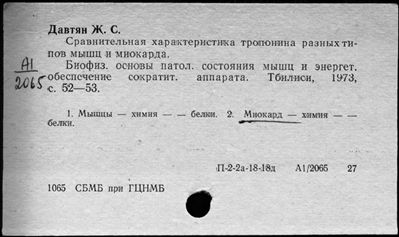 Давтян Ж. С.
Сравнительная характеристика тропонина разных ти-
пов мышц и миокарда.
Биофиз. основы патол. состояния мышц и энергет.
обеспечение сократит. аппарата. Тбилиси, 1973,
с. 52—53.
А1
2065
1. Мышцы — химия — — белки. 2. Миокард — химия — —
белки.
П-2-2а-18-18д А1/2065 27
1065 СБМБ при ГЦНМБ